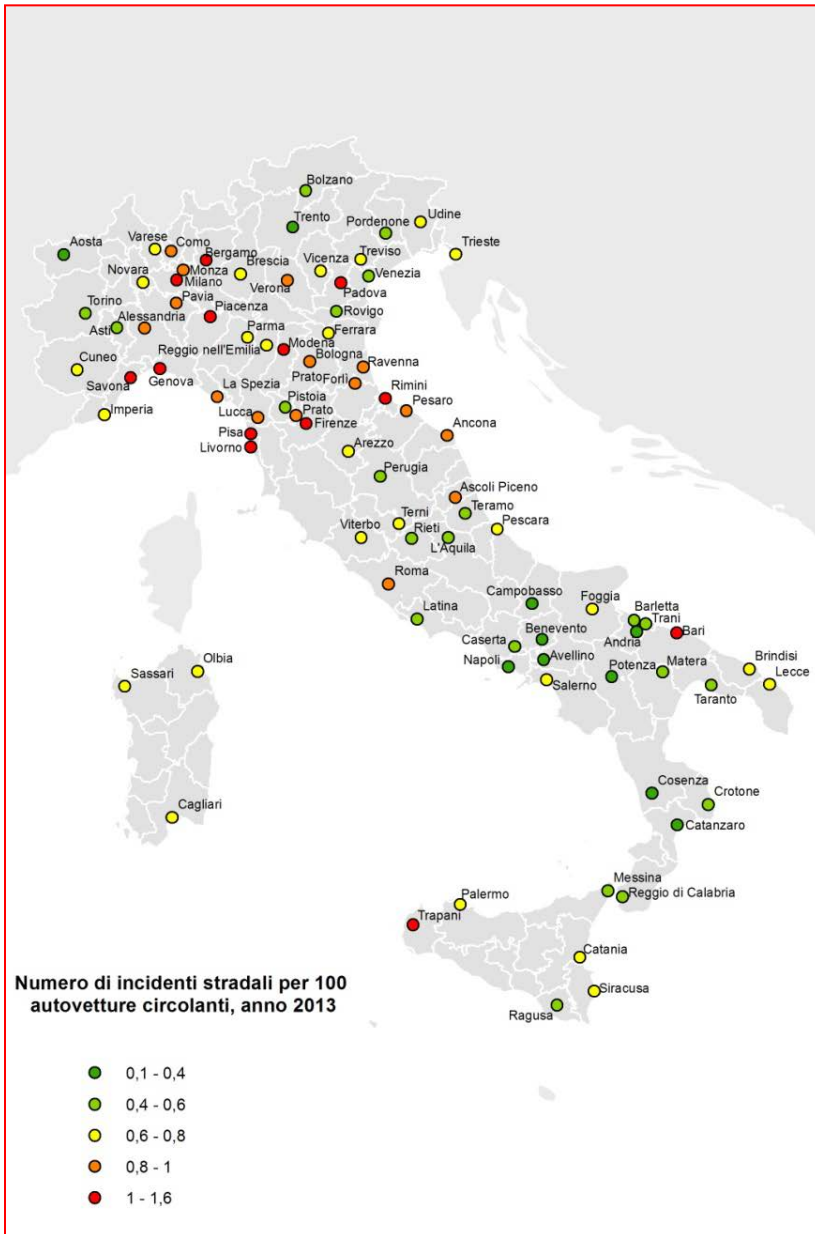 Bolzano
Trento
Pordenone
Udine
Aosta
Varese
Como
Bergamo
Brescia
Vicenza
Treviso
Trieste
Novara
Monza
Milano
Verona
Venezia
Padova
Pavia
Torino
Alessandria
Piacenza
Rovigo
Asti
Parma
Ferrara
Cuneo
Reggio nell'Emilia
Modena
Bologna
Ravenna
Savona
Genova
Prato
Forlì
Rimini
La Spezia
Imperia
Pistoia
Pesaro
Lucca
Prato
Firenze
Pisa
Ancona
Livorno
Arezzo
Perugia
Ascoli Piceno
Teramo
Terni
Viterbo
Rieti
Pescara
L'Aquila
Roma
Campobasso
Foggia
Latina
Barletta
Trani
Benevento
Andria
Bari
Caserta
Avellino
Napoli
Potenza
Matera
Brindisi
Lecce
Salerno
Taranto
Olbia
Sassari
Cosenza
Crotone
Cagliari
Catanzaro
Messina
Reggio di Calabria
Palermo
Trapani
Catania
Siracusa
Ragusa
Numero di incidenti stradali per 100
autovetture circolanti, anno 2013
0,1 - 0,4
0,4 - 0,6
0,6 - 0,8
0,8 - 1
1 - 1,6